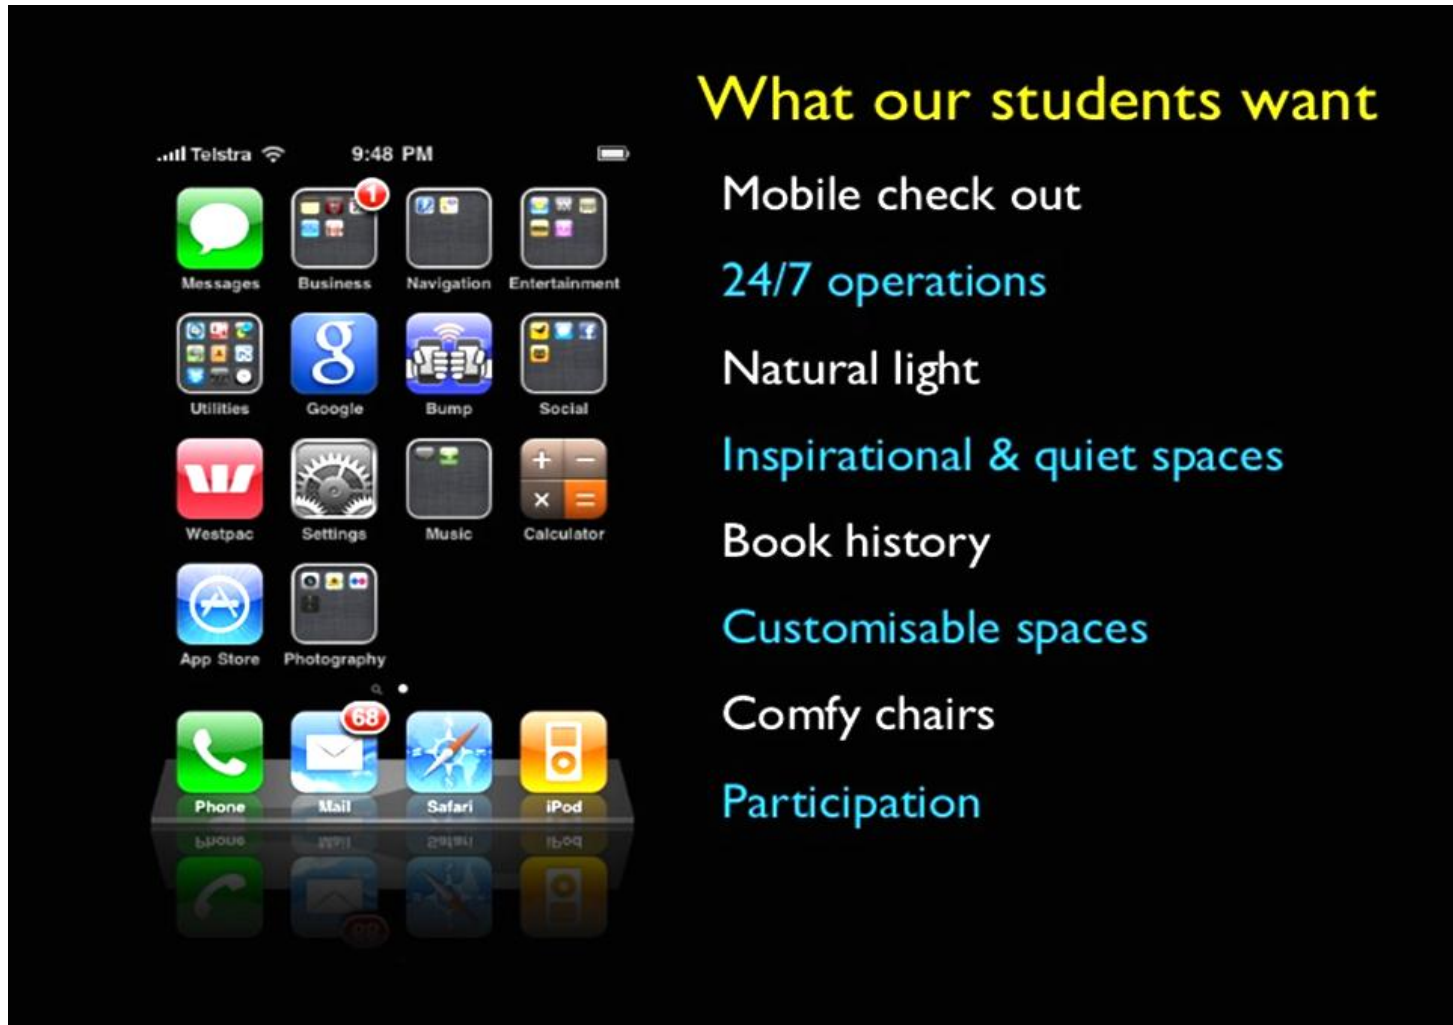 What our students want
Telstra 9:48 PM
1
Messages Business Navigation Entertainment
g
Utilities Google Bump Social
Westpac Settings Music Calculator
App Store Photography
68
Phone Mail Safari iPod
Mobile check out
24/7 operations
Natural light
Inspirational & quiet spaces
Book history
Customisable spaces
Comfy chairs
Participation